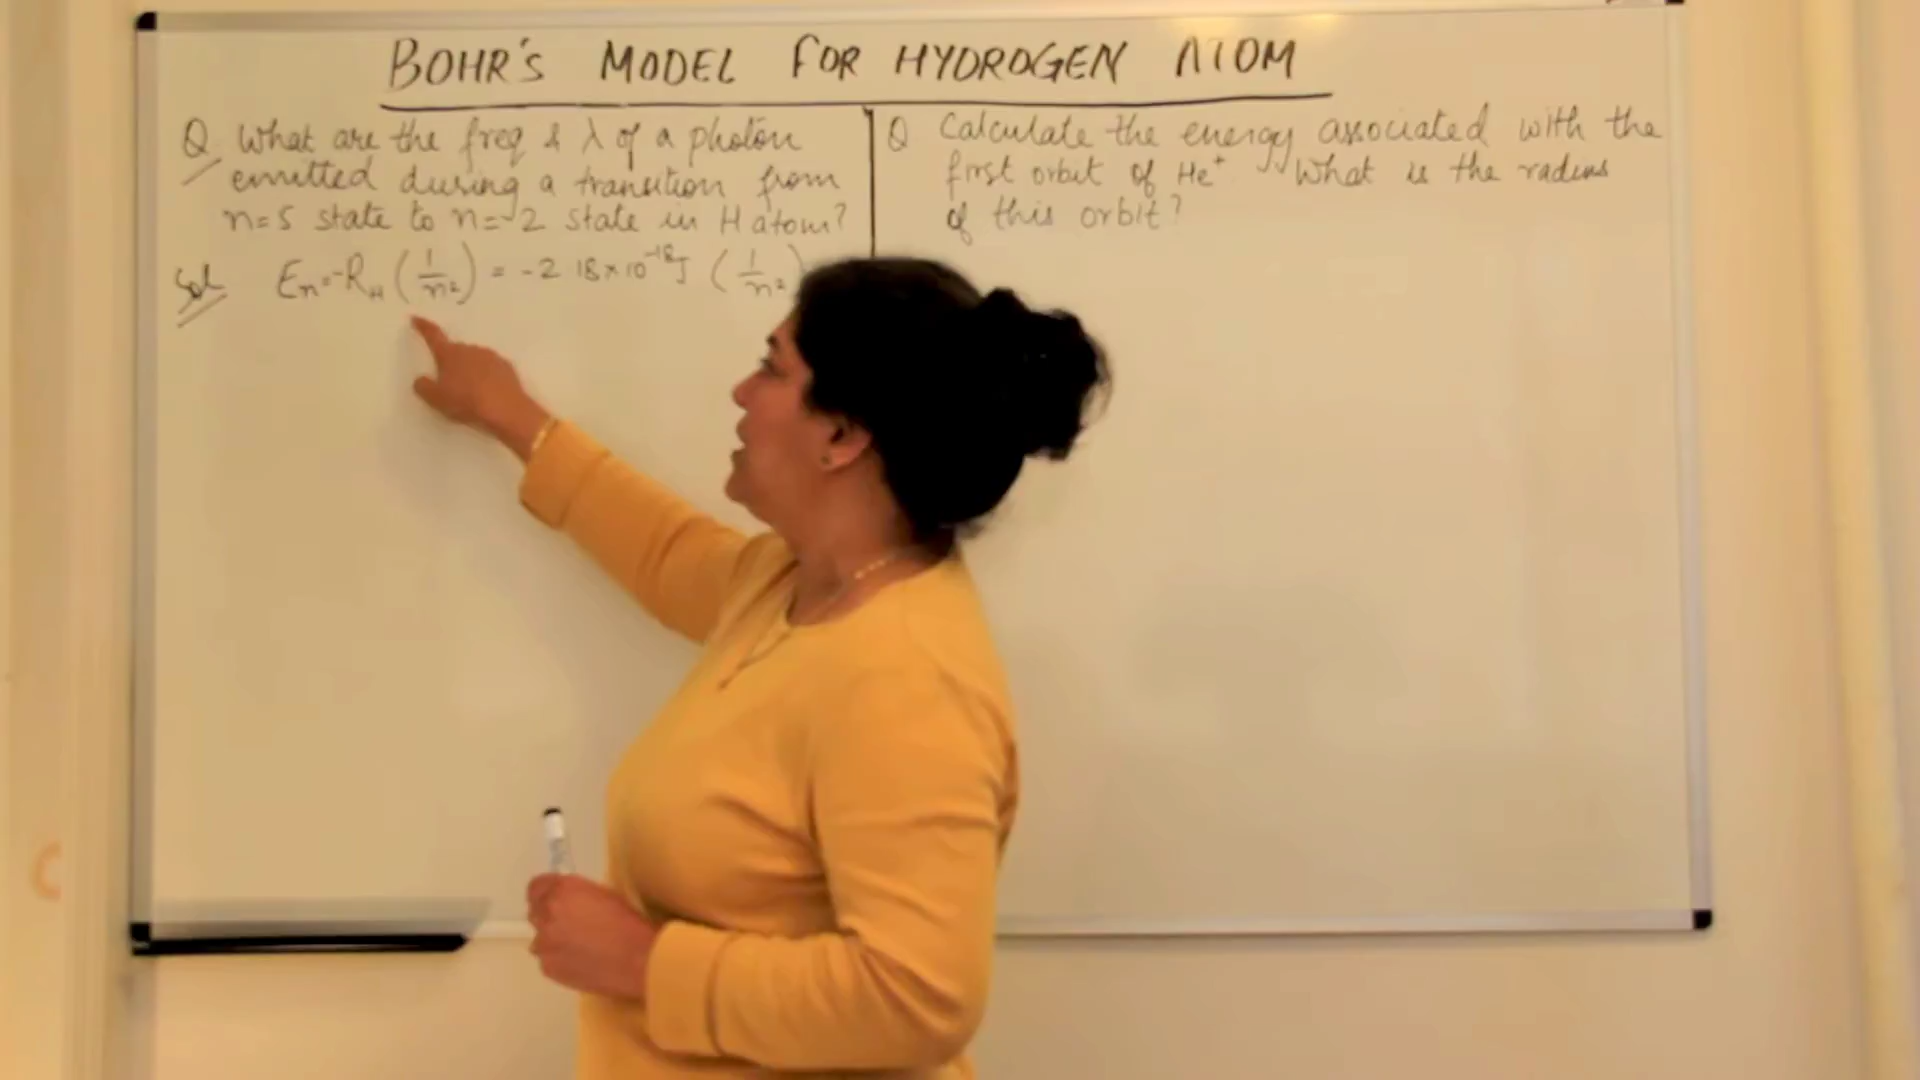 BOHR'S MODEL FOR HYDROGEN ATOM
Q What are the freq & λ of a photon
emitted during a transition from
n=5 state to n=2 state in H atom?
Sol En=-RH (1/n²) = -2.18×10⁻¹⁸J (1/n²
Q Calculate the energy associated with the
first orbit of He⁺ What is the radius
of this orbit?